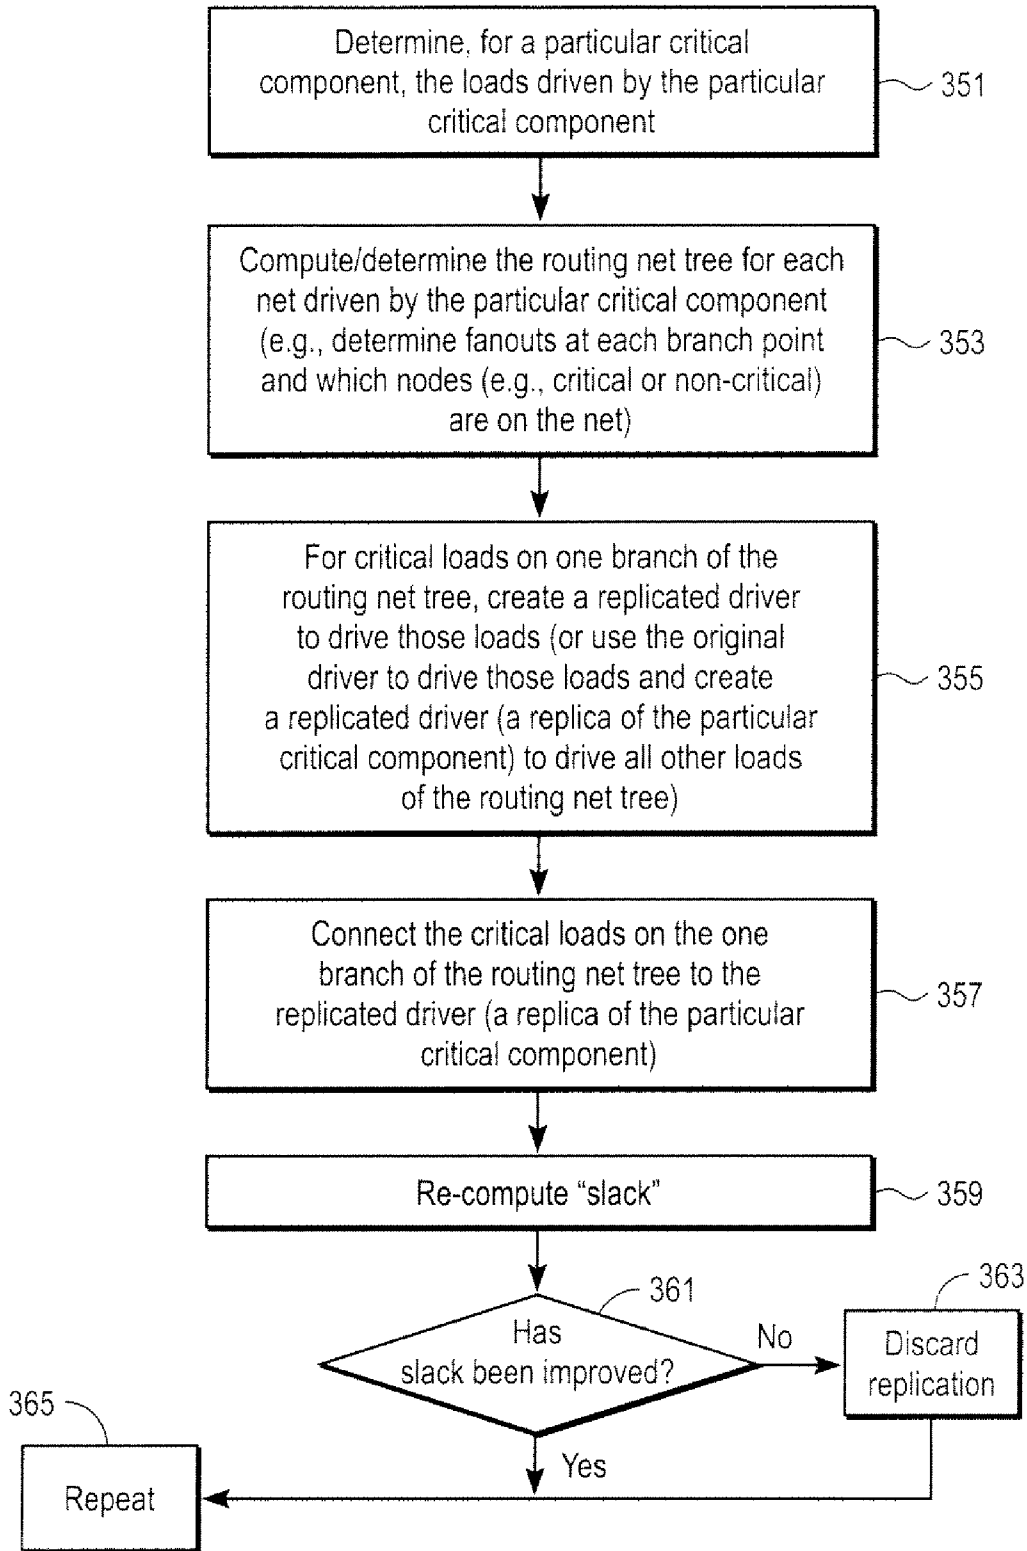 Determine, for a particular critical
component, the loads driven by the particular
critical component
351
Compute/determine the routing net tree for each
net driven by the particular critical component
(e.g., determine fanouts at each branch point
and which nodes (e.g., critical or non-critical)
are on the net)
353
For critical loads on one branch of the
routing net tree, create a replicated driver
to drive those loads (or use the original
driver to drive those loads and create
a replicated driver (a replica of the particular
critical component) to drive all other loads
of the routing net tree)
355
Connect the critical loads on the one
branch of the routing net tree to the
replicated driver (a replica of the particular
critical component)
357
Re-compute “slack”
359
361
Has
slack been improved?
No
363
Discard
replication
Yes
365
Repeat